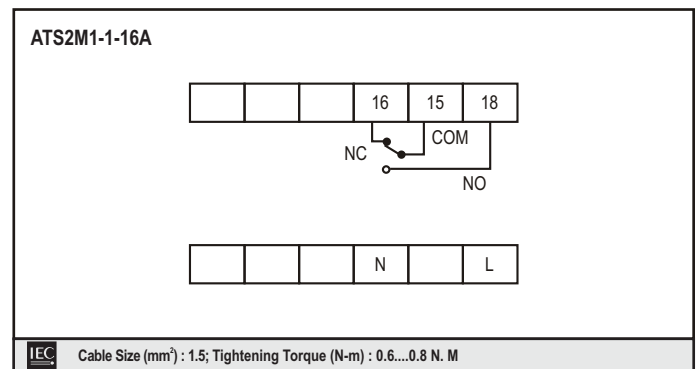 ATS2M1-1-16A
16 15 18
NC COM
NO
N L
IEC Cable Size (mm²) : 1.5; Tightening Torque (N-m) : 0.6....0.8 N. M